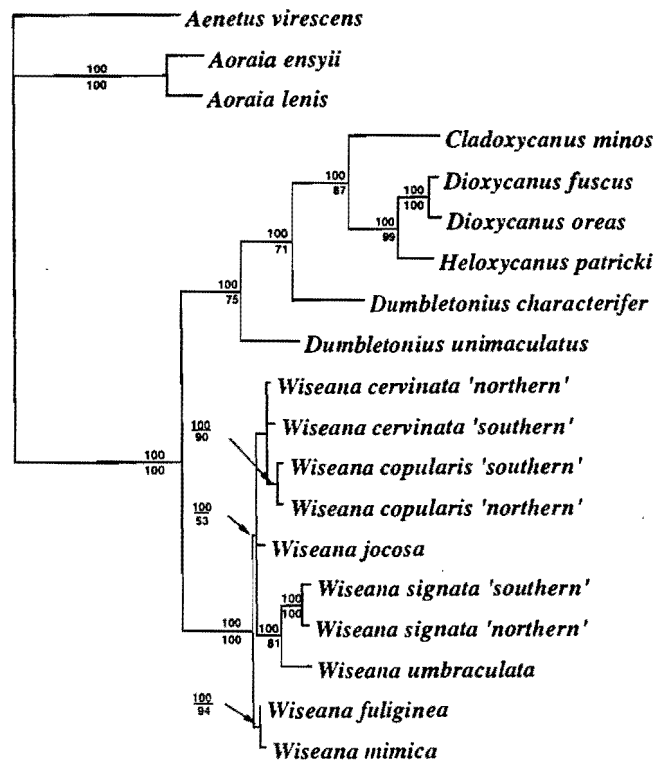 Aenetus virescens
100
100
Aoraia ensyii
Aoraia lenis
Cladoxycanus minos
100
87
100
100
Dioxycanus fuscus
Dioxycanus oreas
99
Heloxycanus patricki
100
71
Dumbletonius characterifer
100
75
Dumbletonius unimaculatus
Wiseana cervinata 'northern'
100
90
Wiseana cervinata 'southern'
Wiseana copularis 'southern'
100
100
Wiseana copularis 'northern'
100
53
Wiseana jocosa
Wiseana signata 'southern'
100
100
100
100
Wiseana signata 'northern'
100
81
Wiseana umbraculata
100
94
Wiseana fuliginea
Wiseana mimica